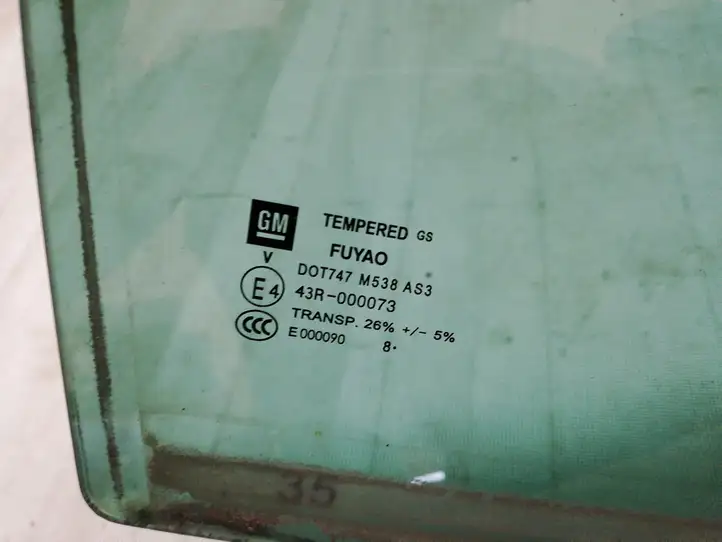 GM TEMPERED GS
FUYAO
V
DOT747 M538 AS3
E4 43R-000073
CCC TRANSP. 26% +/- 5%
E000090 8.
35